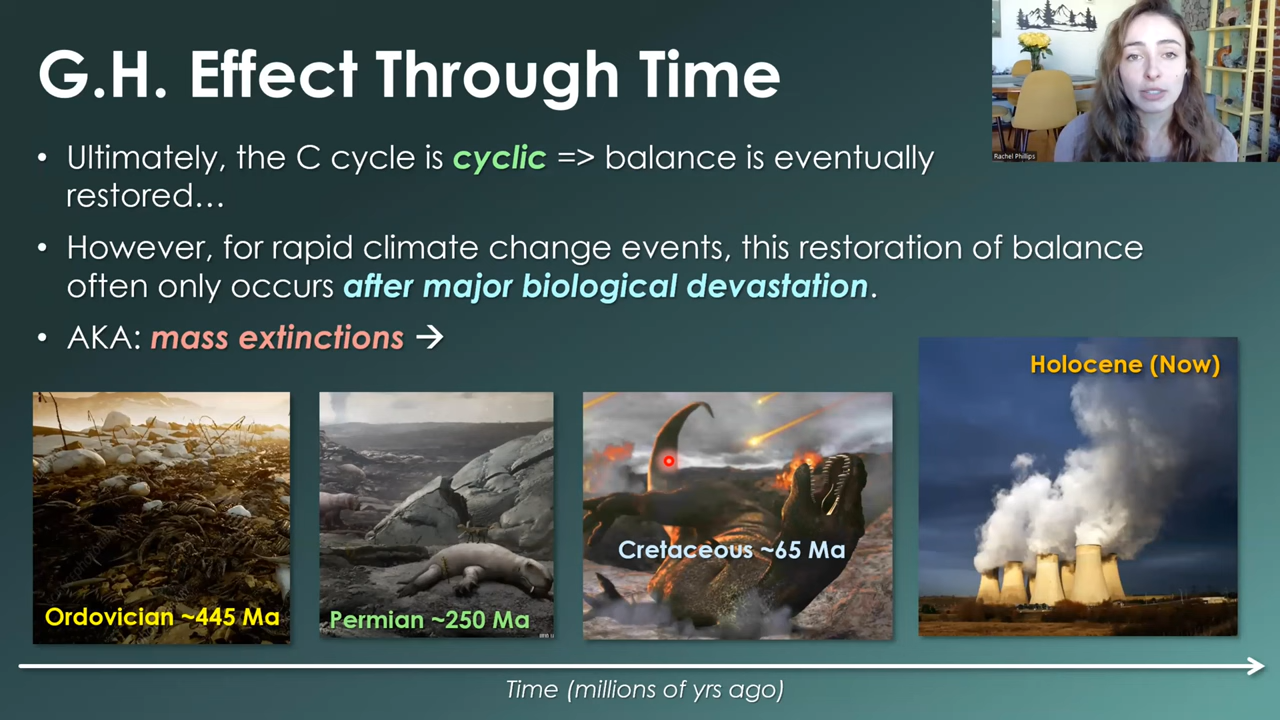 G.H. Effect Through Time
Rachel Phillips
• Ultimately, the C cycle is cyclic => balance is eventually
restored...
• However, for rapid climate change events, this restoration of balance
often only occurs after major biological devastation.
• AKA: mass extinctions →
Holocene (Now)
Cretaceous ~65 Ma
Ordovician ~445 Ma
Permian ~250 Ma
Time (millions of yrs ago)